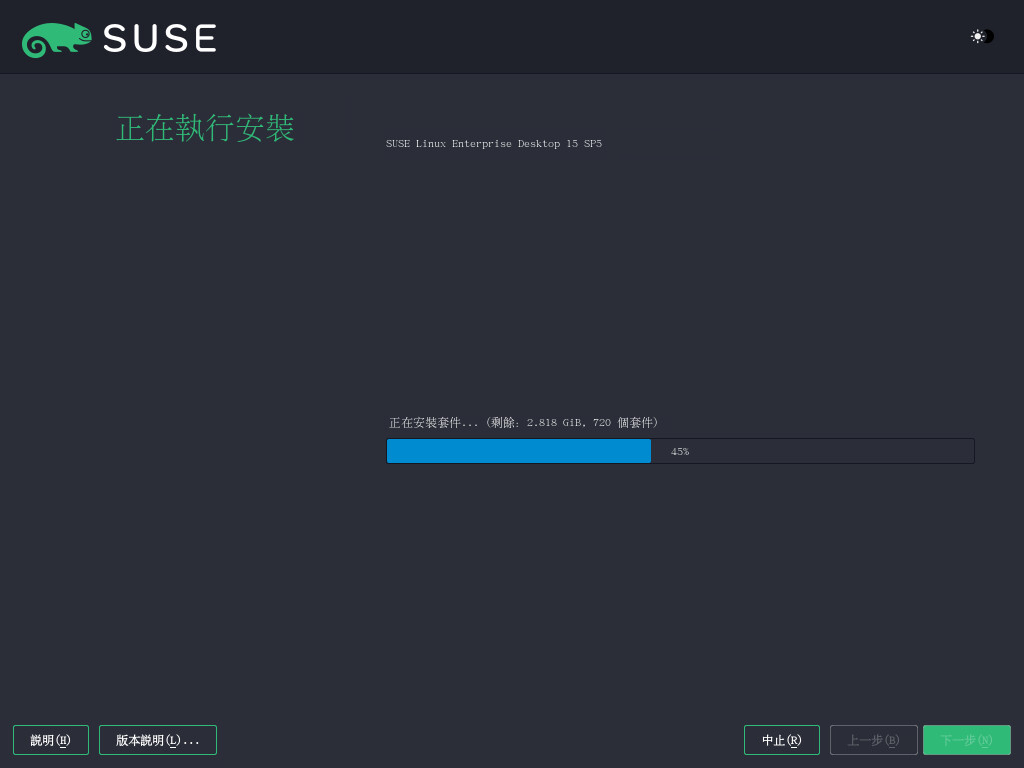 SUSE
正在執行安裝
SUSE Linux Enterprise Desktop 15 SP5
正在安裝套件... (剩餘: 2.818 GiB, 720 個套件)
45%
說明(H)
版本說明(L)...
中止(R)
上一步(B)
下一步(N)